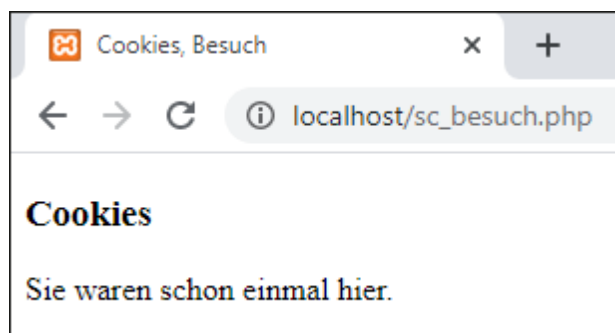 Cookies, Besuch
localhost/sc_besuch.php
Cookies
Sie waren schon einmal hier.